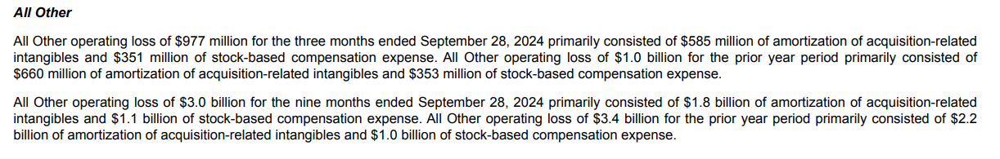 All Other
All Other operating loss of $977 million for the three months ended September 28, 2024 primarily consisted of $585 million of amortization of acquisition-related
intangibles and $351 million of stock-based compensation expense. All Other operating loss of $1.0 billion for the prior year period primarily consisted of
$660 million of amortization of acquisition-related intangibles and $353 million of stock-based compensation expense.
All Other operating loss of $3.0 billion for the nine months ended September 28, 2024 primarily consisted of $1.8 billion of amortization of acquisition-related
intangibles and $1.1 billion of stock-based compensation expense. All Other operating loss of $3.4 billion for the prior year period primarily consisted of $2.2
billion of amortization of acquisition-related intangibles and $1.0 billion of stock-based compensation expense.